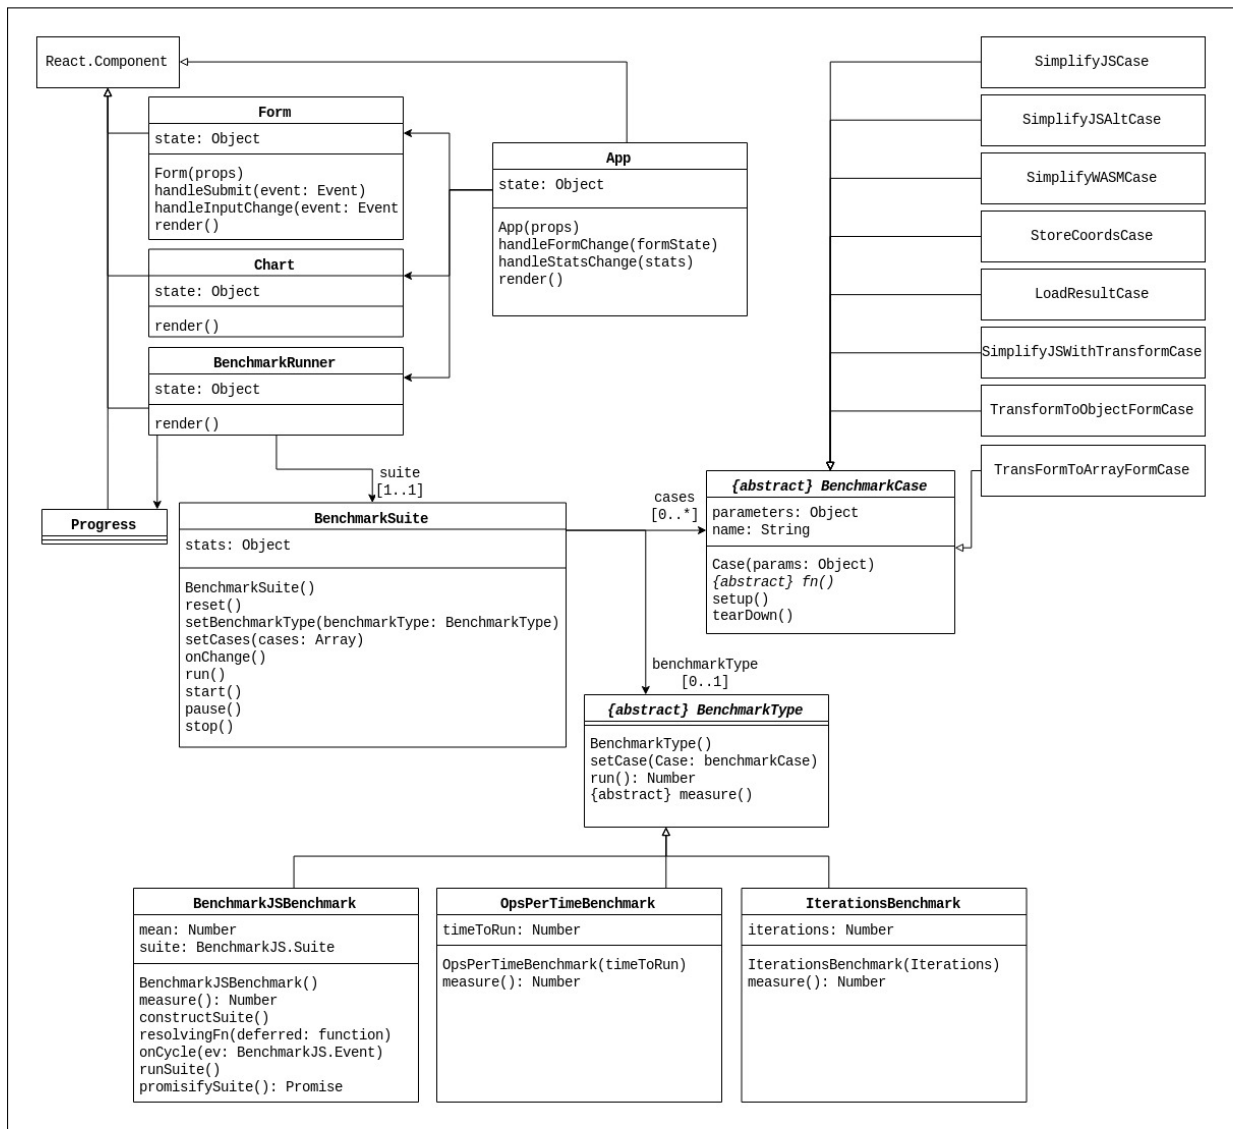 React.Component
Form
state: Object
Form(props)
handleSubmit(event: Event)
handleInputChange(event: Event
render()
Chart
state: Object
render()
BenchmarkRunner
state: Object
render()
App
state: Object
App(props)
handleFormChange(formState)
handleStatsChange(stats)
render()
SimplifyJSCase
SimplifyJSAltCase
SimplifyWASMCase
StoreCoordsCase
LoadResultCase
SimplifyJSWithTransformCase
TransformToObjectFormCase
TransFormToArrayFormCase
suite
[1..1]
Progress
BenchmarkSuite
stats: Object
BenchmarkSuite()
reset()
setBenchmarkType(benchmarkType: BenchmarkType)
setCases(cases: Array)
onChange()
run()
start()
pause()
stop()
cases
[0..*]
{abstract} BenchmarkCase
parameters: Object
name: String
Case(params: Object)
{abstract} fn()
setup()
tearDown()
benchmarkType
[0..1]
{abstract} BenchmarkType
BenchmarkType()
setCase(Case: benchmarkCase)
run(): Number
{abstract} measure()
BenchmarkJSBenchmark
mean: Number
suite: BenchmarkJS.Suite
BenchmarkJSBenchmark()
measure(): Number
constructSuite()
resolvingFn(deferred: function)
onCycle(ev: BenchmarkJS.Event)
runSuite()
promisifySuite(): Promise
OpsPerTimeBenchmark
timeToRun: Number
OpsPerTimeBenchmark(timeToRun)
measure(): Number
IterationsBenchmark
iterations: Number
IterationsBenchmark(Iterations)
measure(): Number